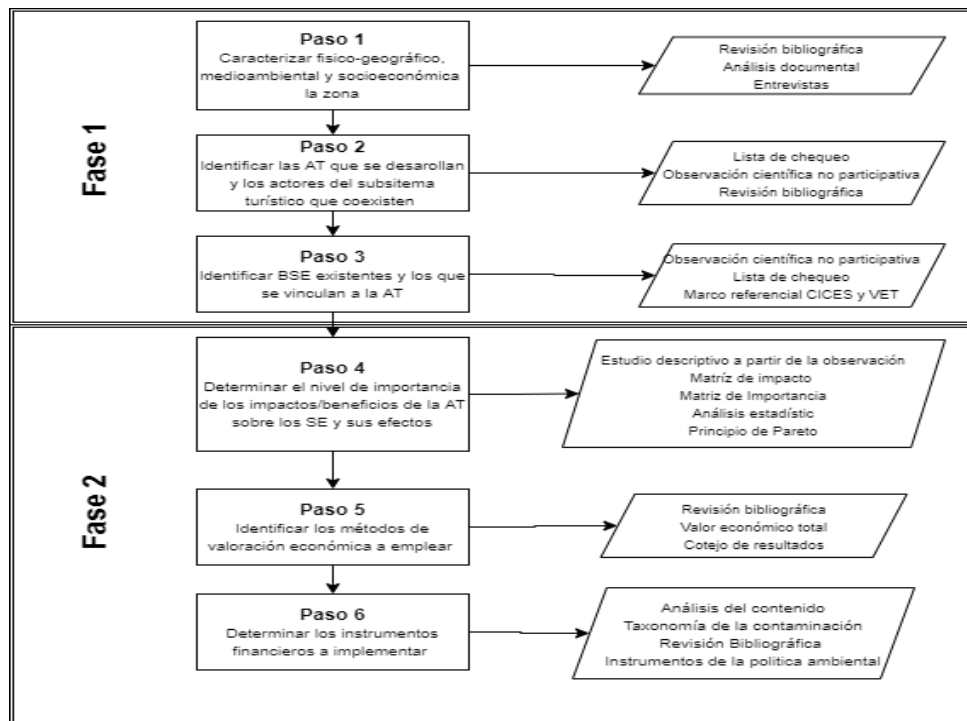 Fase 1
Paso 1
Caracterizar fisico-geográfico,
medioambiental y socioeconómica
la zona
Revisión bibliográfica
Análisis documental
Entrevistas
Paso 2
Identificar las AT que se desarollan
y los actores del subsitema
turístico que coexisten
Lista de chequeo
Observación científica no participativa
Revisión bibliográfica
Paso 3
Identificar BSE existentes y los que
se vinculan a la AT
Observación científica no participativa
Lista de chequeo
Marco referencial CICES y VET
Fase 2
Paso 4
Determinar el nivel de importancia
de los impactos/beneficios de la AT
sobre los SE y sus efectos
Estudio descriptivo a partir de la observación
Matríz de impacto
Matriz de Importancia
Análisis estadístic
Principio de Pareto
Paso 5
Identificar los métodos de
valoración económica a emplear
Revisión bibliográfica
Valor económico total
Cotejo de resultados
Paso 6
Determinar los instrumentos
financieros a implementar
Análisis del contenido
Taxonomía de la contaminación
Revisión Bibliográfica
Instrumentos de la politica ambiental